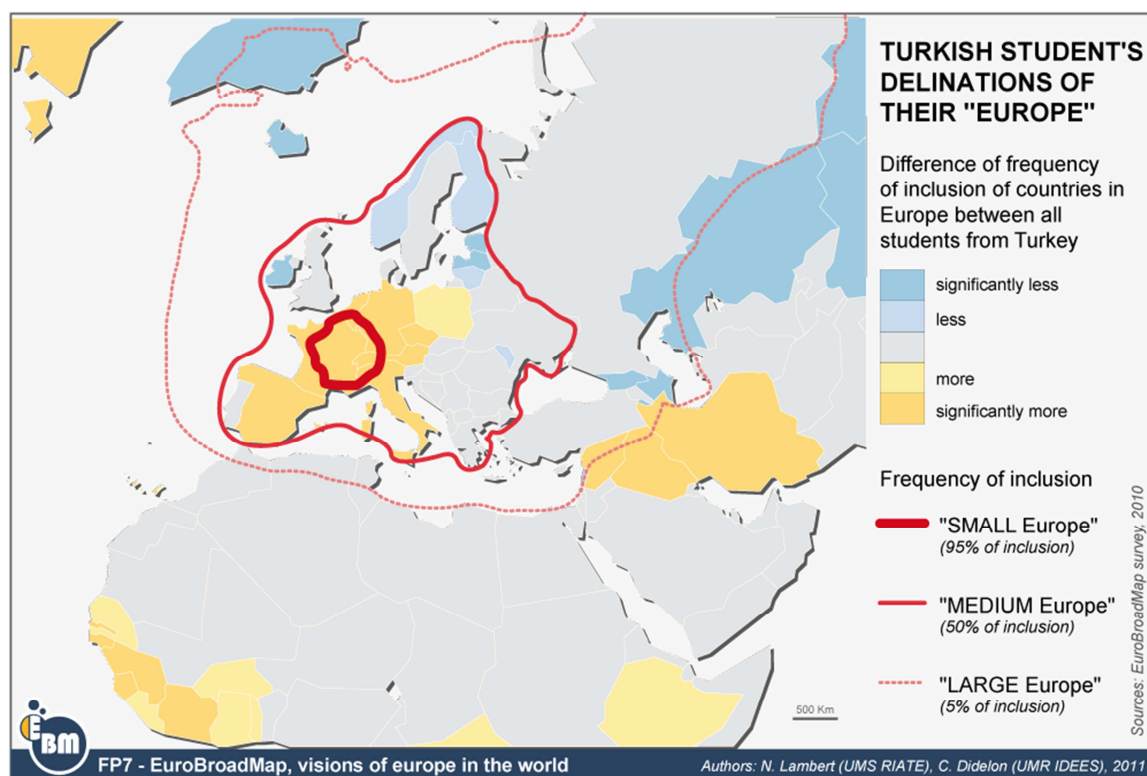 TURKISH STUDENT'S
DELINATIONS OF
THEIR "EUROPE"
Difference of frequency
of inclusion of countries in
Europe between all
students from Turkey
significantly less
less
more
significantly more
Frequency of inclusion
"SMALL Europe"
(95% of inclusion)
"MEDIUM Europe"
(50% of inclusion)
"LARGE Europe"
(5% of inclusion)
500 Km
Sources: EuroBroadMap survey, 2010
EBM
FP7 - EuroBroadMap, visions of europe in the world
Authors: N. Lambert (UMS RIATE), C. Didelon (UMR IDEES), 2011